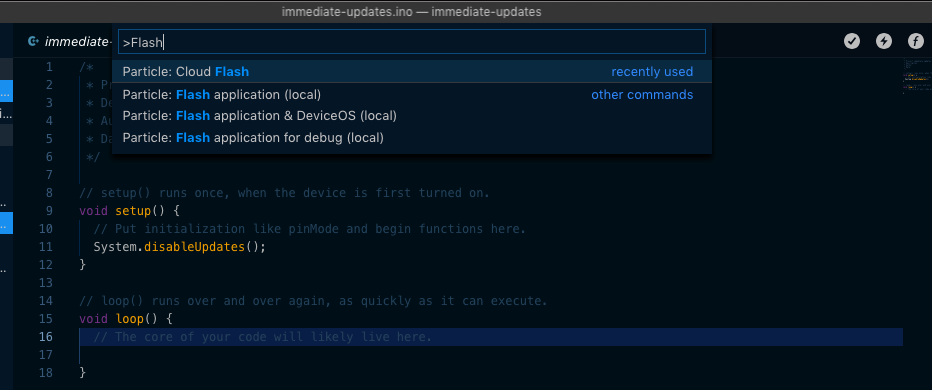 immediate-updates.ino — immediate-updates
immediate-
>Flash
Particle: Cloud Flash recently used
Particle: Flash application (local) other commands
Particle: Flash application & DeviceOS (local)
Particle: Flash application for debug (local)
1 /*
2 *
3 *
4 *
5 *
6 */
7
8 // setup() runs once, when the device is first turned on.
9 void setup() {
10 // Put initialization like pinMode and begin functions here.
11 System.disableUpdates();
12 }
13
14 // loop() runs over and over again, as quickly as it can execute.
15 void loop() {
16 // The core of your code will likely live here.
17
18 }